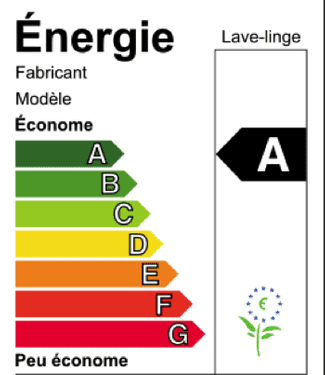 Énergie
Lave-linge
Fabricant
Modèle
Économe
A
A
B
C
D
E
F
G
Peu économe